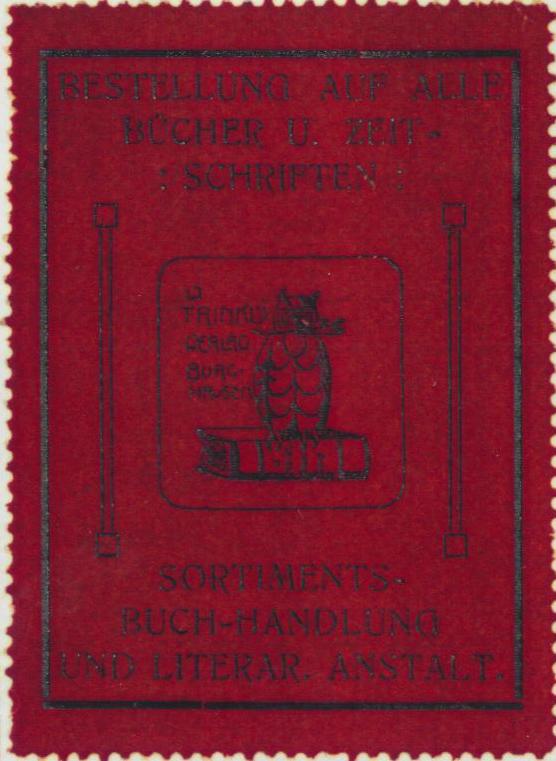 BESTELLUNG AUF ALLE
BÜCHER U. ZEIT-
: SCHRIFTEN :
VERLAG
BURG-
HAUSEN
SORTIMENTS-
BUCH-HANDLUNG
UND LITERAR. ANSTALT.